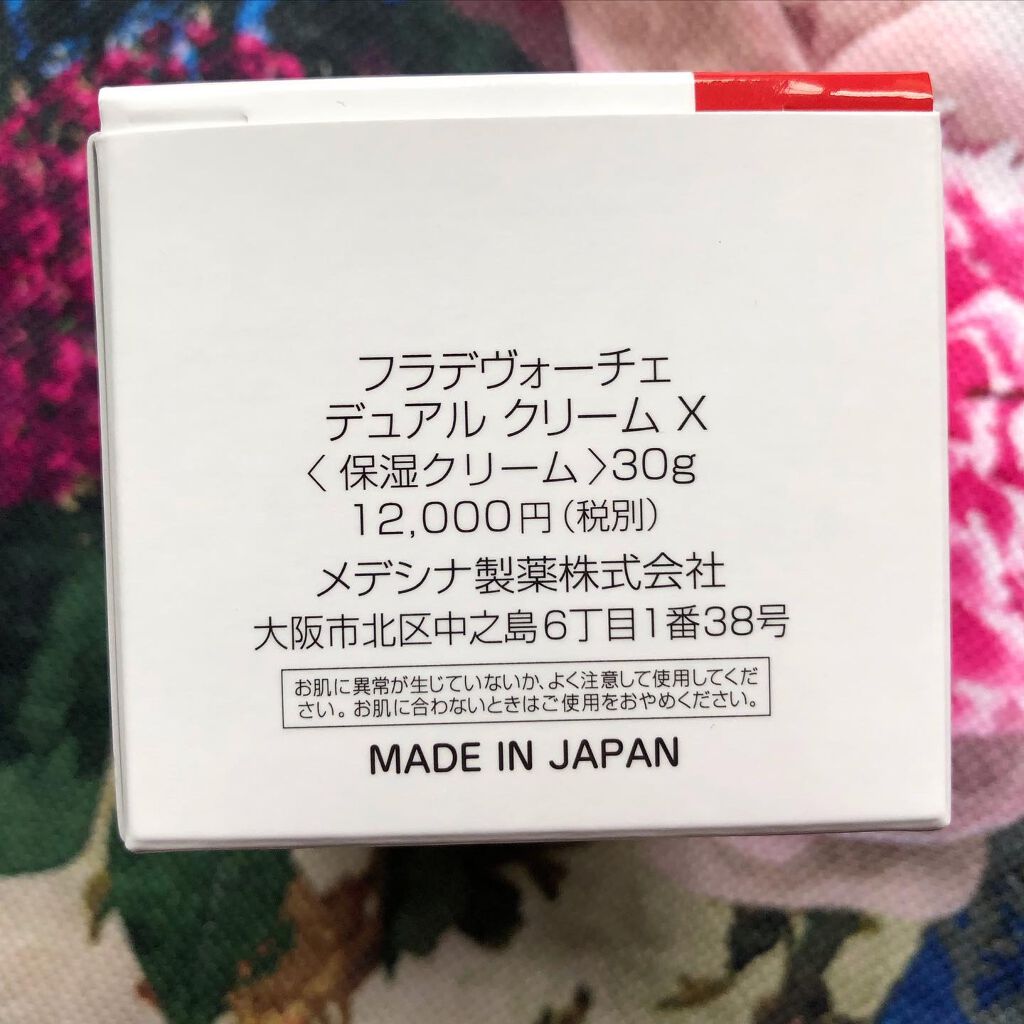 フラデヴォーチェ
デュアル クリーム X
〈 保湿クリーム 〉30g
12,000円（税別）
メデシナ製薬株式会社
大阪市北区中之島6丁目1番38号
お肌に異常が生じていないか、よく注意して使用してくだ
さい。お肌に合わないときはご使用をおやめください。
MADE IN JAPAN